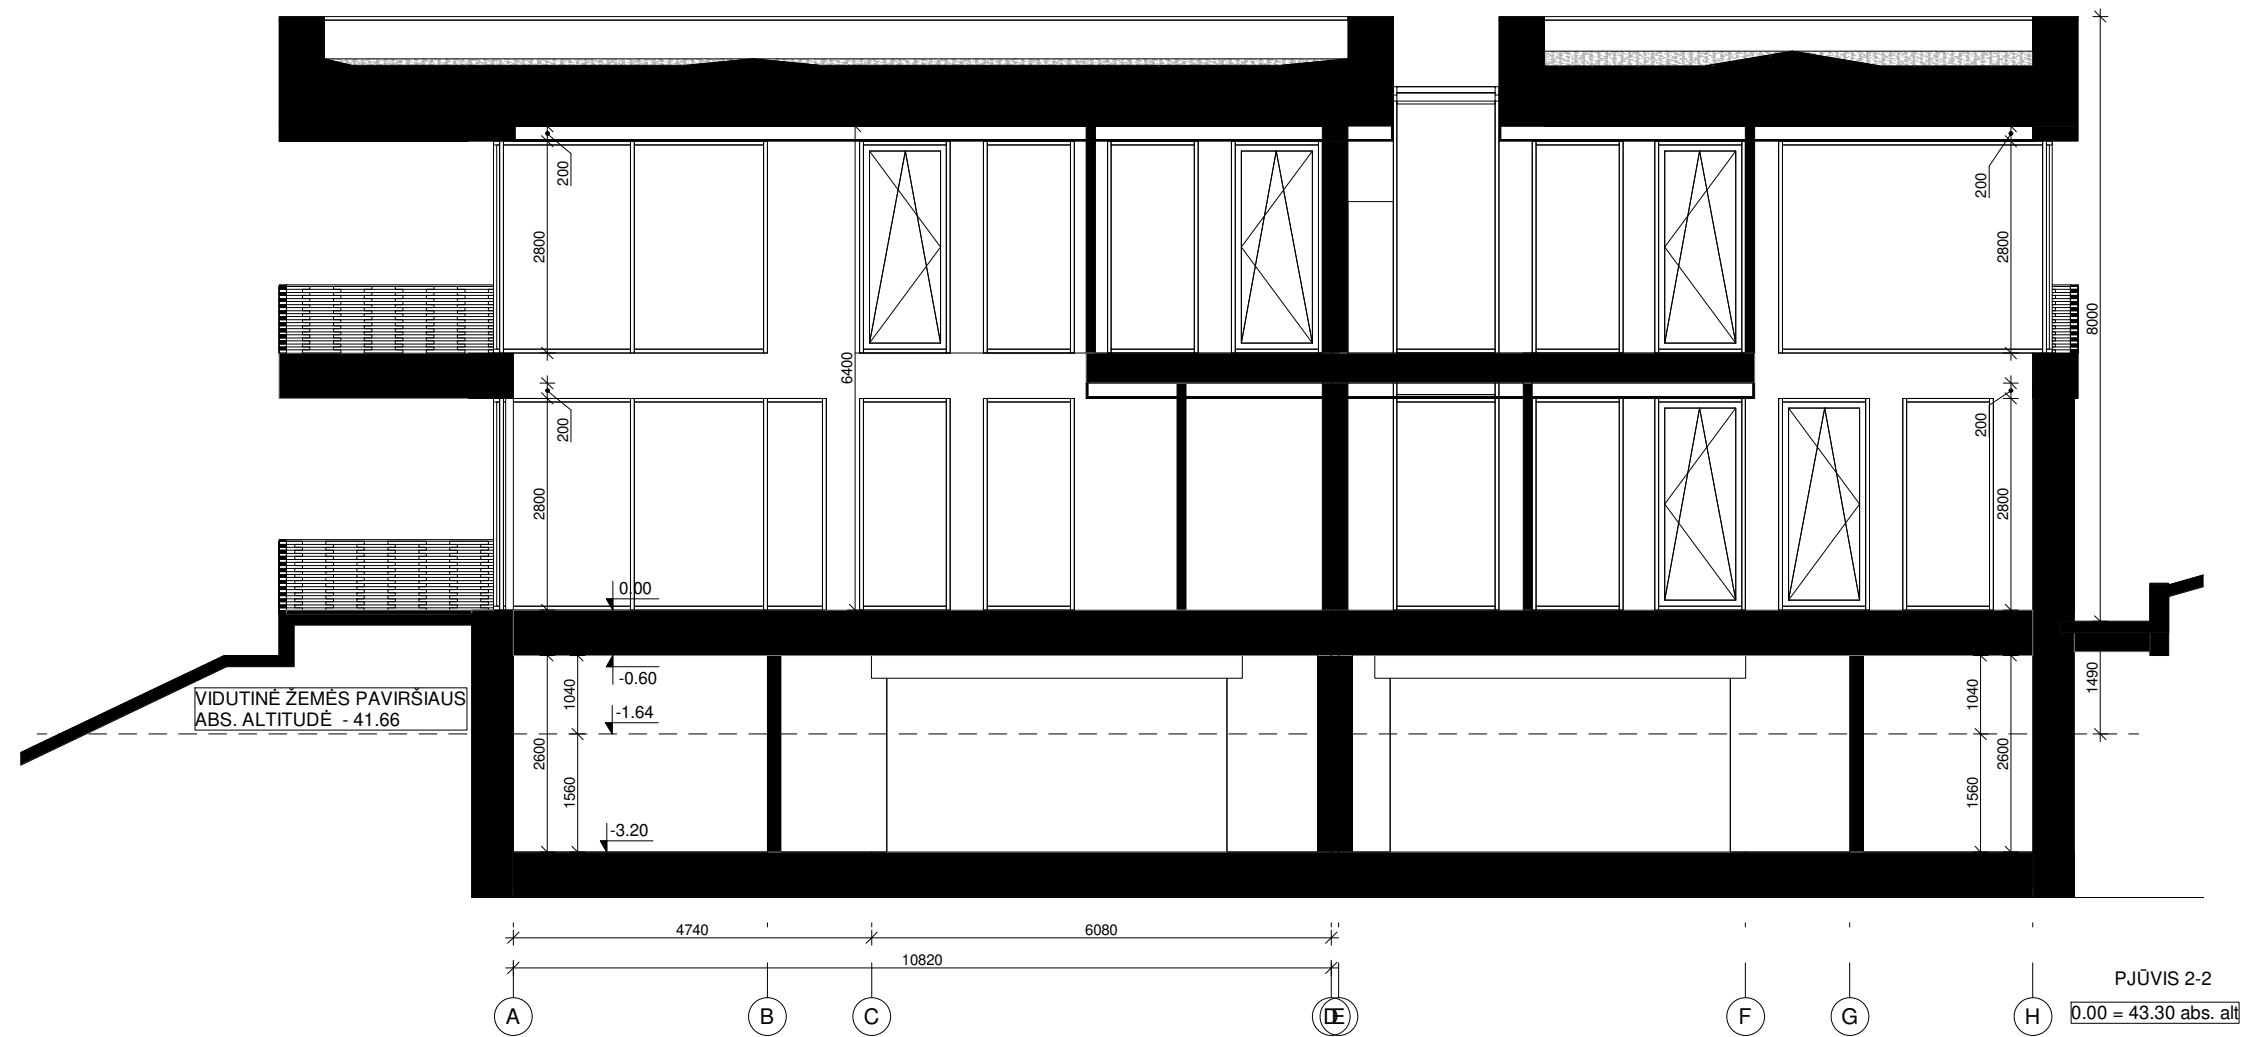 200
200
2800
2800
8000
6400
200
200
2800
2800
0.00
-0.60
1040
-1.64
2600
1560
-3.20
VIDUTINĖ ŽEMĖS PAVIRŠIAUS
ABS. ALTITUDĖ - 41.66
1040
2600
1560
1490
4740
6080
10820
A
B
C
D
E
F
G
H
PJŪVIS 2-2
0.00 = 43.30 abs. alt